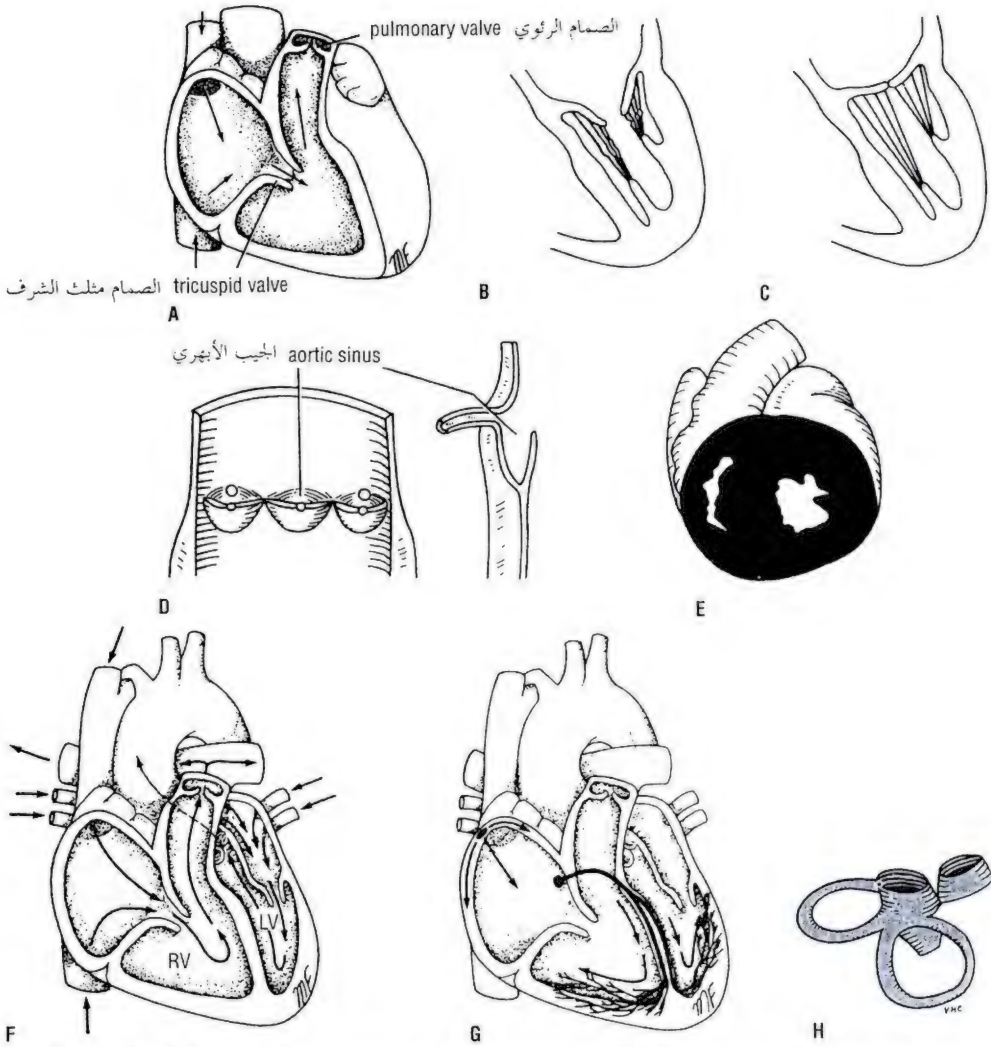 pulmonary valve الصمام الرئوي
الصمام مثلث الشرف tricuspid valve
A
B
C
الجيب الأبهري aortic sinus
D
E
RV
LV
F
G
H